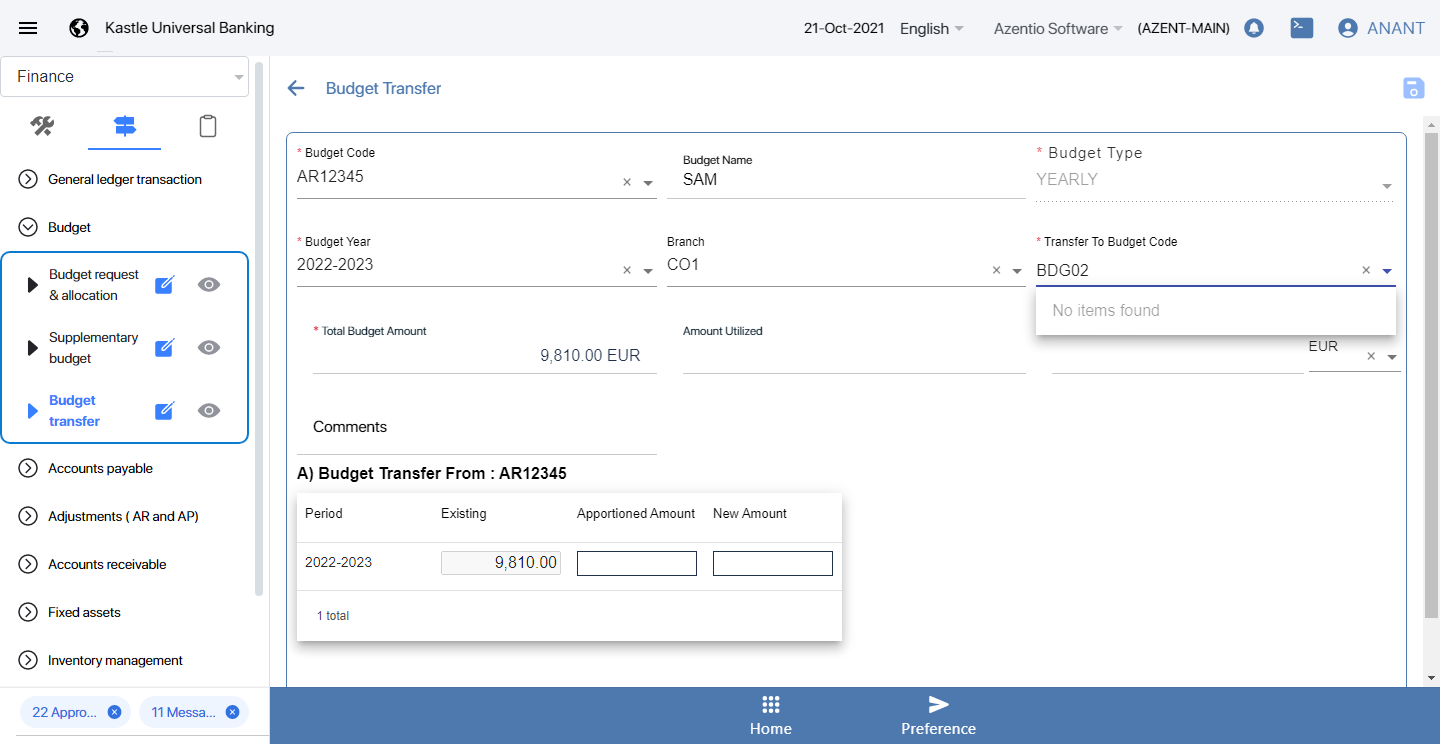 Kastle Universal Banking
21-Oct-2021 English Azentio Software (AZENT-MAIN) ANANT
Finance
General ledger transaction
Budget
Budget request
& allocation
Supplementary
budget
Budget
transfer
Accounts payable
Adjustments ( AR and AP)
Accounts receivable
Fixed assets
Inventory management
22 Appro...
11 Messa...
Budget Transfer
* Budget Code
AR12345
Budget Name
SAM
* Budget Type
YEARLY
* Budget Year
2022-2023
Branch
CO1
* Transfer To Budget Code
BDG02
No items found
* Total Budget Amount
9,810.00 EUR
Amount Utilized
EUR
Comments
A) Budget Transfer From : AR12345
Period Existing Apportioned Amount New Amount
2022-2023 9,810.00
1 total
Home
Preference